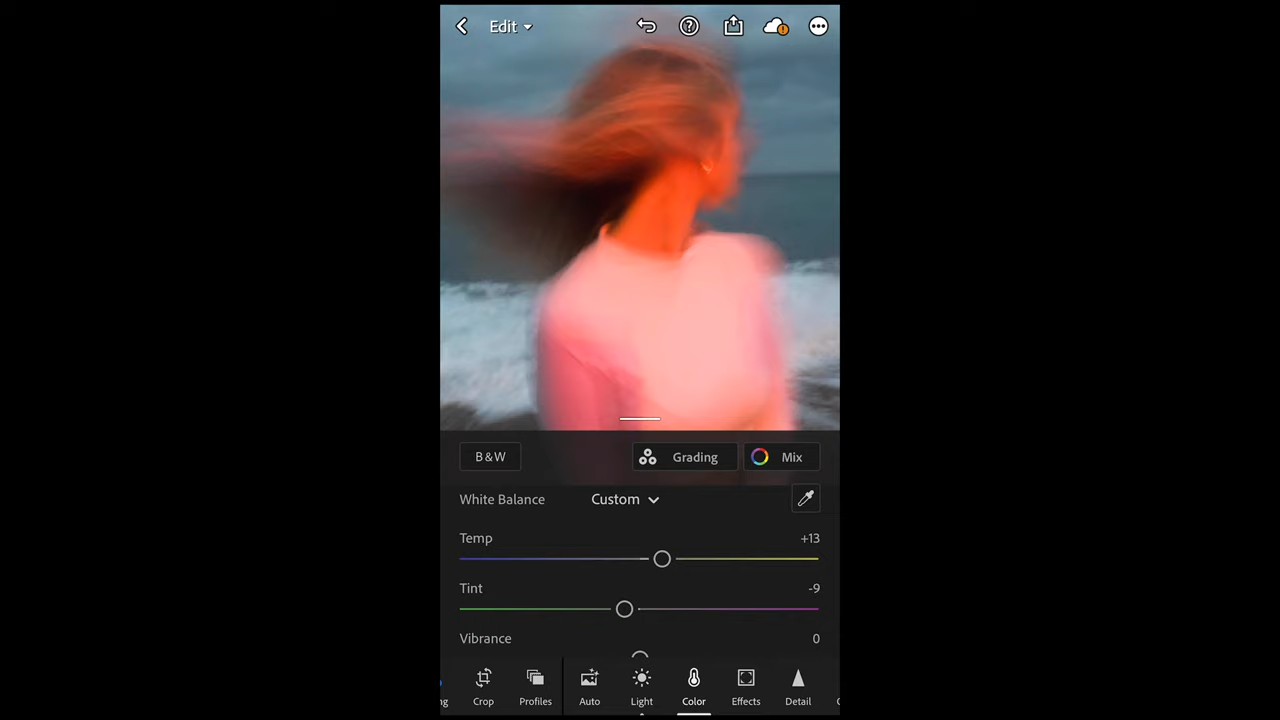 Edit
B&W Grading Mix
White Balance Custom
Temp +13
Tint -9
Vibrance 0
Crop Profiles Auto Light Color Effects Detail